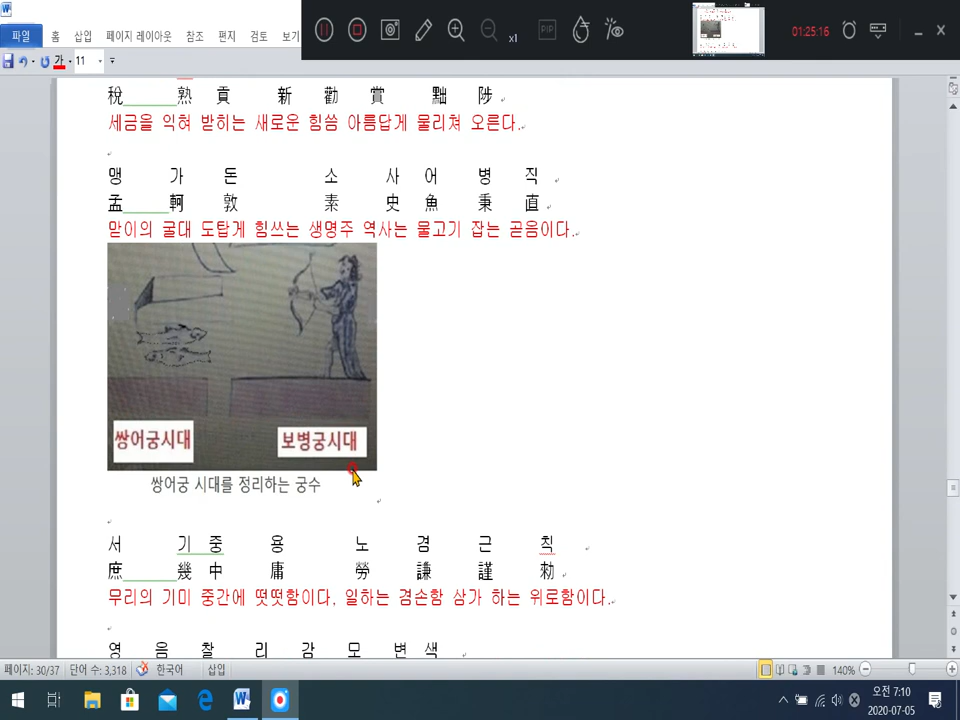 파일 홈 삽입 페이지 레이아웃 참조 편지 검토 보기
x1 PIP 01:25:16
가 11
稅 熟 貢 新 勸 賞 黜 陟
세금을 익혀 받히는 새로운 힘씀 아름답게 물리쳐 오른다.
맹 가 돈 소 사 어 병 직
孟 軻 敦 素 史 魚 秉 直
맏이의 굴대 도탑게 힘쓰는 생명주 역사는 물고기 잡는 곧음이다.
쌍어궁시대 보병궁시대
쌍어궁 시대를 정리하는 궁수
서 기 중 용 노 겸 근 칙
庶 幾 中 庸 勞 謙 謹 勅
무리의 기미 중간에 떳떳함이다, 일하는 겸손함 삼가 하는 위로함이다.
영 음 찰 리 감 모 변 색
페이지: 30/37 단어 수: 3,318 한국어 삽입 140%
오전 7:10
2020-07-05